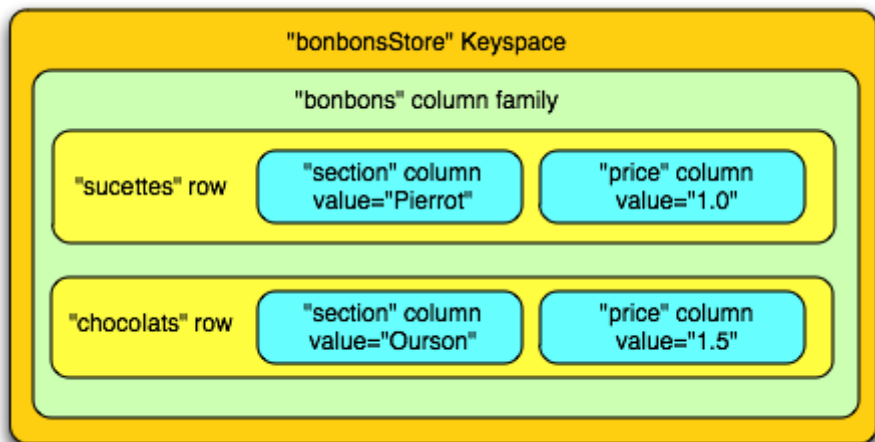 "bonbonsStore" Keyspace
"bonbons" column family
"sucettes" row
"section" column
value="Pierrot"
"price" column
value="1.0"
"chocolats" row
"section" column
value="Ourson"
"price" column
value="1.5"